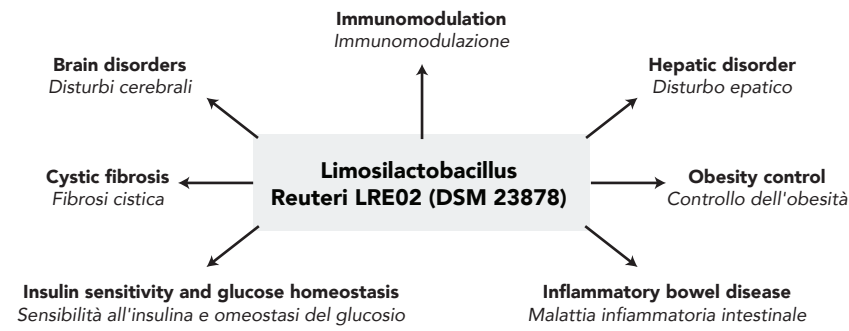 Immunomodulation
Immunomodulazione
Brain disorders
Disturbi cerebrali
Hepatic disorder
Disturbo epatico
Cystic fibrosis
Fibrosi cistica
Limosilactobacillus
Reuteri LRE02 (DSM 23878)
Obesity control
Controllo dell'obesità
Insulin sensitivity and glucose homeostasis
Sensibilità all'insulina e omeostasi del glucosio
Inflammatory bowel disease
Malattia infiammatoria intestinale